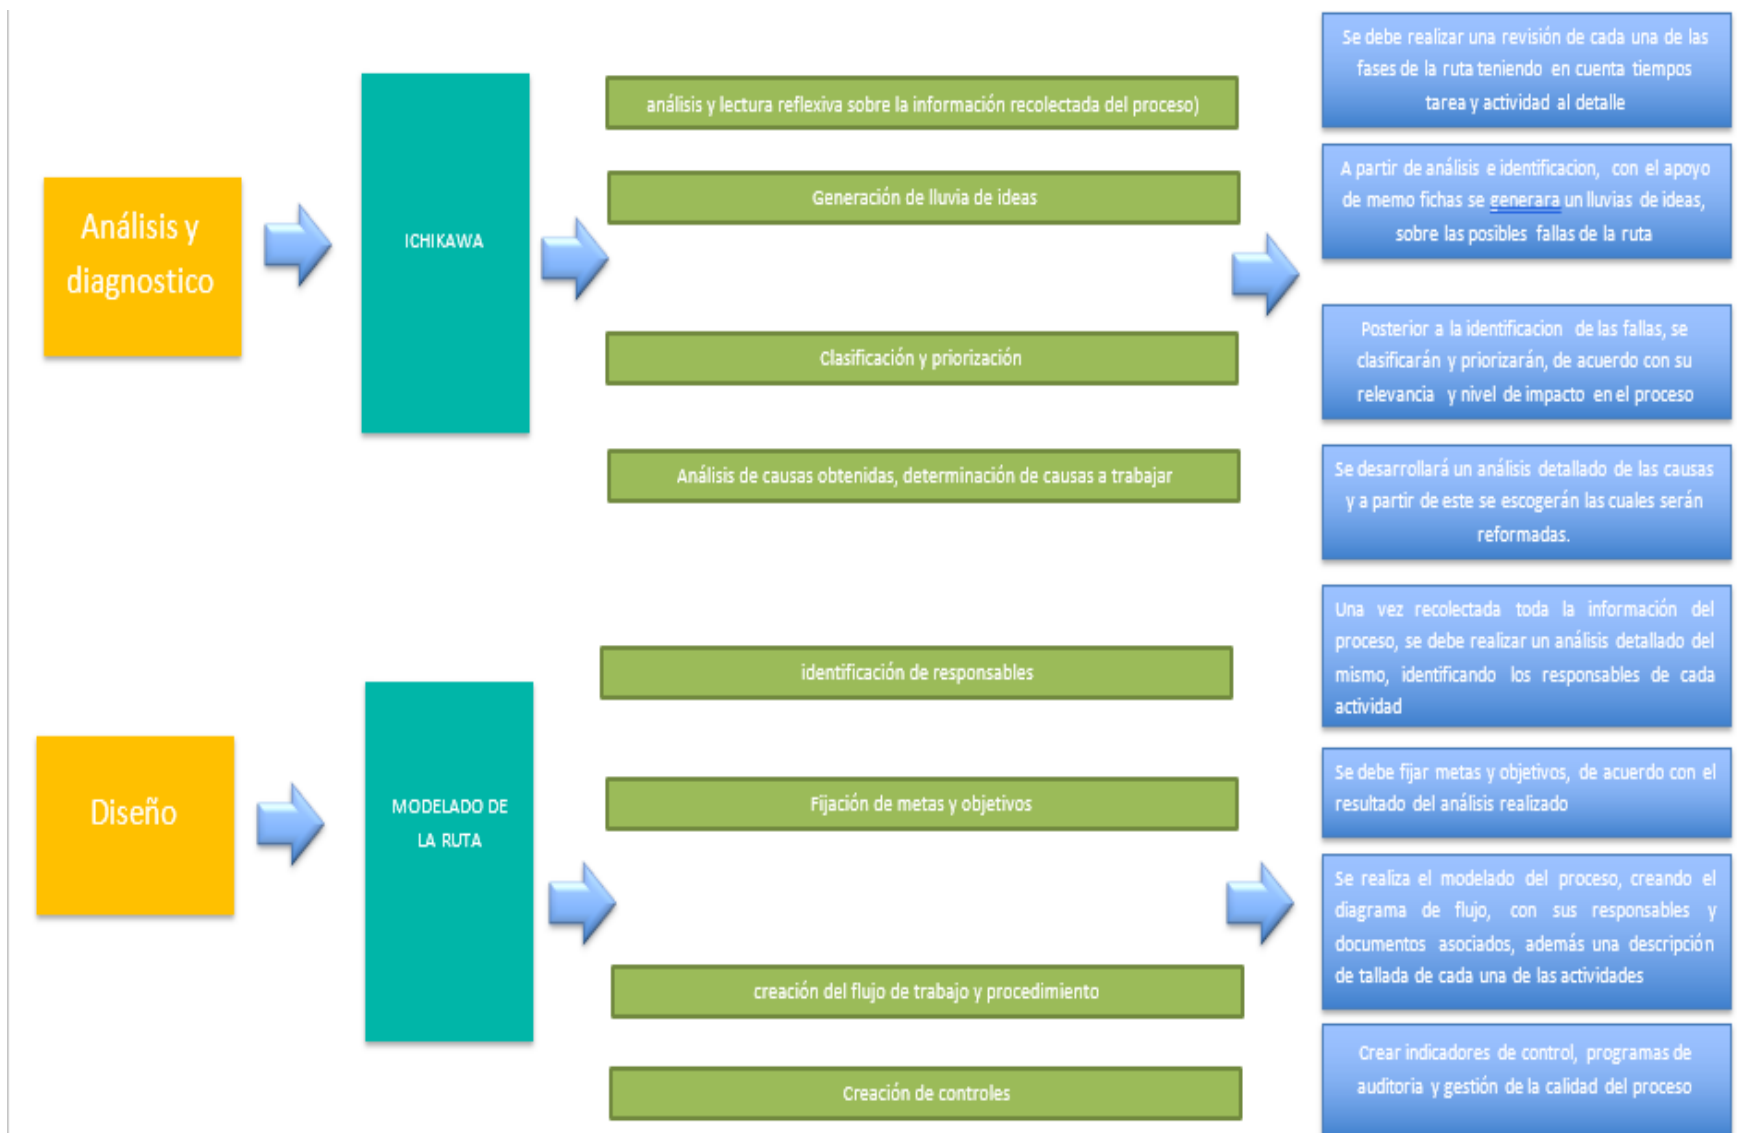 Análisis y
diagnostico
ICHIKAWA
análisis y lectura reflexiva sobre la información recolectada del proceso)
Generación de lluvia de ideas
Clasificación y priorización
Análisis de causas obtenidas, determinación de causas a trabajar
Se debe realizar una revisión de cada una de las
fases de la ruta teniendo en cuenta tiempos
tarea y actividad al detalle
A partir de análisis e identificacion, con el apoyo
de memo fichas se generara un lluvias de ideas,
sobre las posibles fallas de la ruta
Posterior a la identificacion de las fallas, se
clasificarán y priorizarán, de acuerdo con su
relevancia y nivel de impacto en el proceso
Se desarrollará un análisis detallado de las causas
y a partir de este se escogerán las cuales serán
reformadas.
Diseño
MODELADO DE
LA RUTA
identificación de responsables
Fijación de metas y objetivos
creación del flujo de trabajo y procedimiento
Creación de controles
Una vez recolectada toda la información del
proceso, se debe realizar un análisis detallado del
mismo, identificando los responsables de cada
actividad
Se debe fijar metas y objetivos, de acuerdo con el
resultado del análisis realizado
Se realiza el modelado del proceso, creando el
diagrama de flujo, con sus responsables y
documentos asociados, además una descripción
de tallada de cada una de las actividades
Crear indicadores de control, programas de
auditoria y gestión de la calidad del proceso